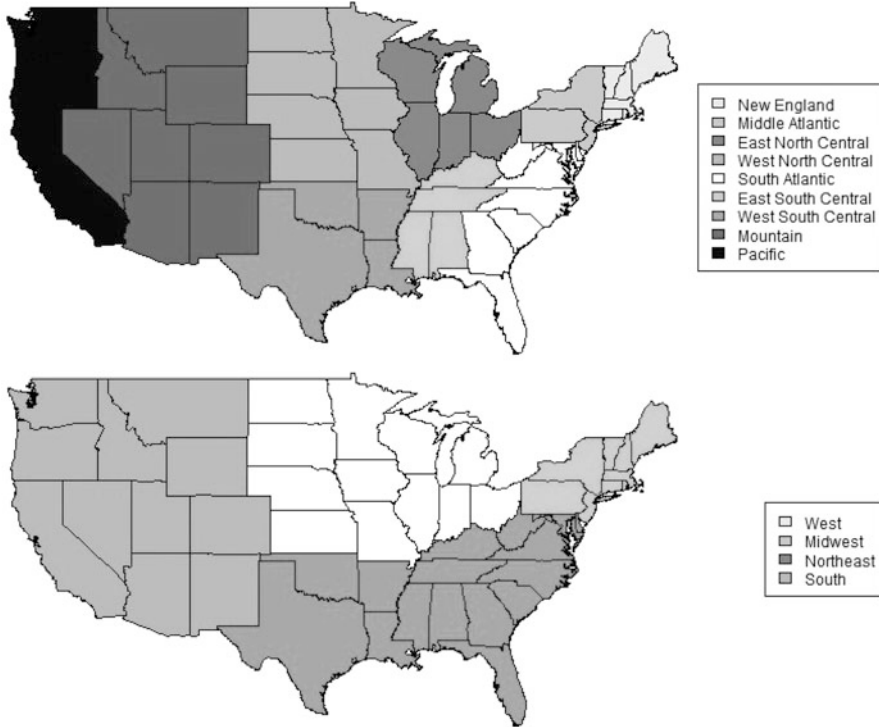 New England
Middle Atlantic
East North Central
West North Central
South Atlantic
East South Central
West South Central
Mountain
Pacific
West
Midwest
Northeast
South